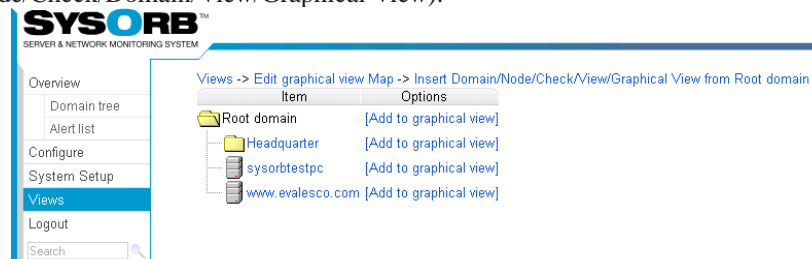 de/Check/Domain/View/Graphical View).
SYSORB™
SERVER & NETWORK MONITORING SYSTEM
Views -> Edit graphical view Map -> Insert Domain/Node/Check/View/Graphical View from Root domain
Item Options
Root domain [Add to graphical view]
Headquarter [Add to graphical view]
sysorbtestpc [Add to graphical view]
www.evalesco.com [Add to graphical view]
Overview
Domain tree
Alert list
Configure
System Setup
Views
Logout
Search